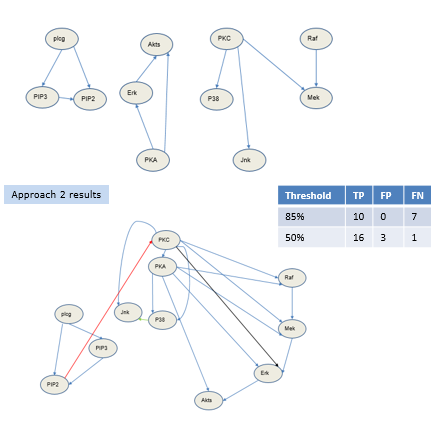 plcg
Akts
PKC
Raf
PIP3
PIP2
Erk
P38
Mek
PKA
Jnk
Approach 2 results
Threshold TP FP FN
85% 10 0 7
50% 16 3 1
PKC
PKA
Raf
plcg
Jnk
P38
Mek
PIP3
PIP2
Erk
Akts